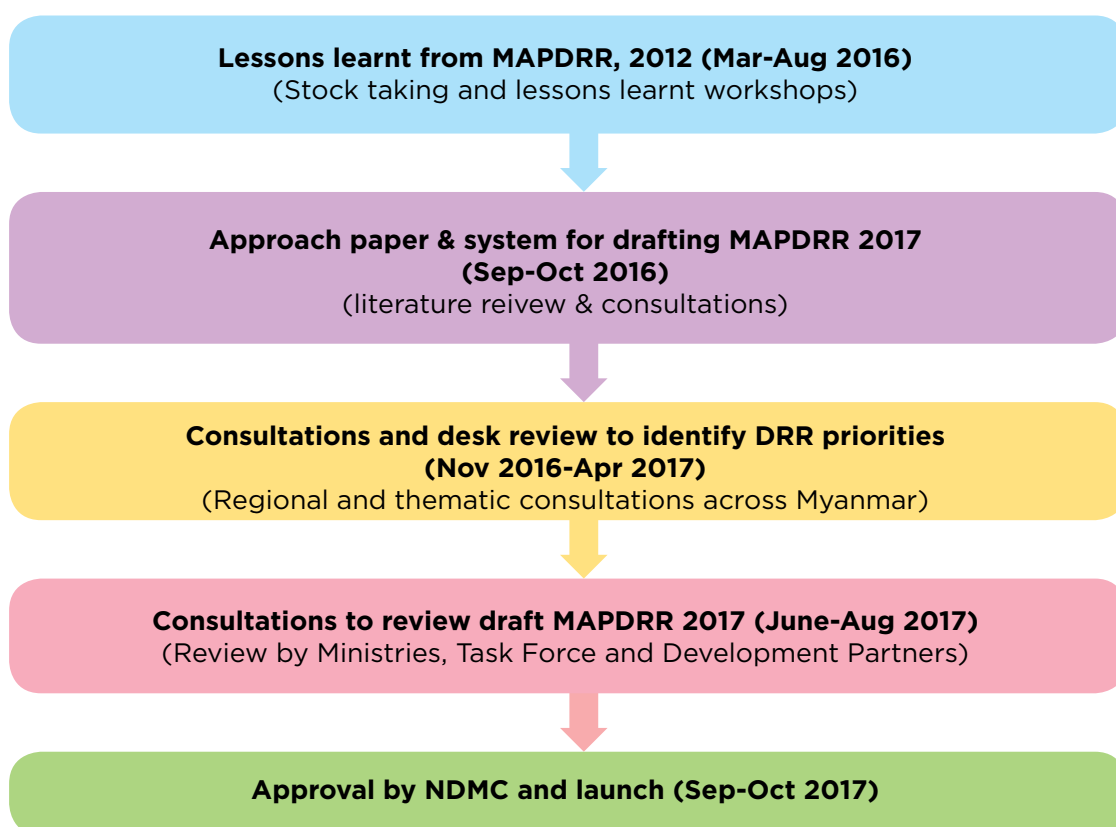 Lessons learnt from MAPDRR, 2012 (Mar-Aug 2016)
(Stock taking and lessons learnt workshops)
Approach paper & system for drafting MAPDRR 2017
(Sep-Oct 2016)
(literature reivew & consultations)
Consultations and desk review to identify DRR priorities
(Nov 2016-Apr 2017)
(Regional and thematic consultations across Myanmar)
Consultations to review draft MAPDRR 2017 (June-Aug 2017)
(Review by Ministries, Task Force and Development Partners)
Approval by NDMC and launch (Sep-Oct 2017)